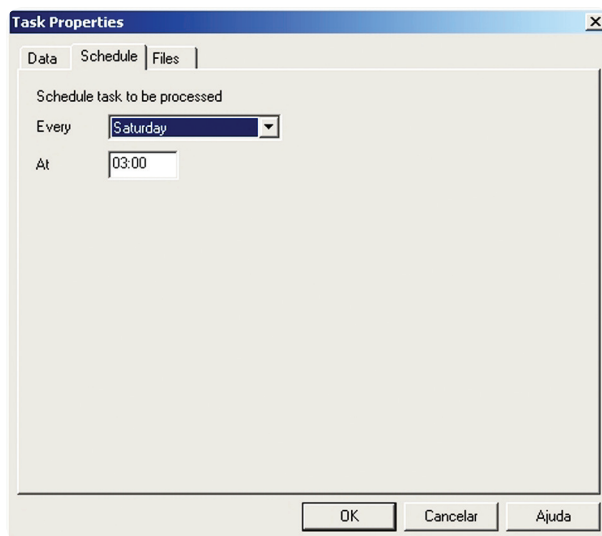 Task Properties
Data Schedule Files
Schedule task to be processed
Every Saturday
At 03:00
OK Cancelar Ajuda